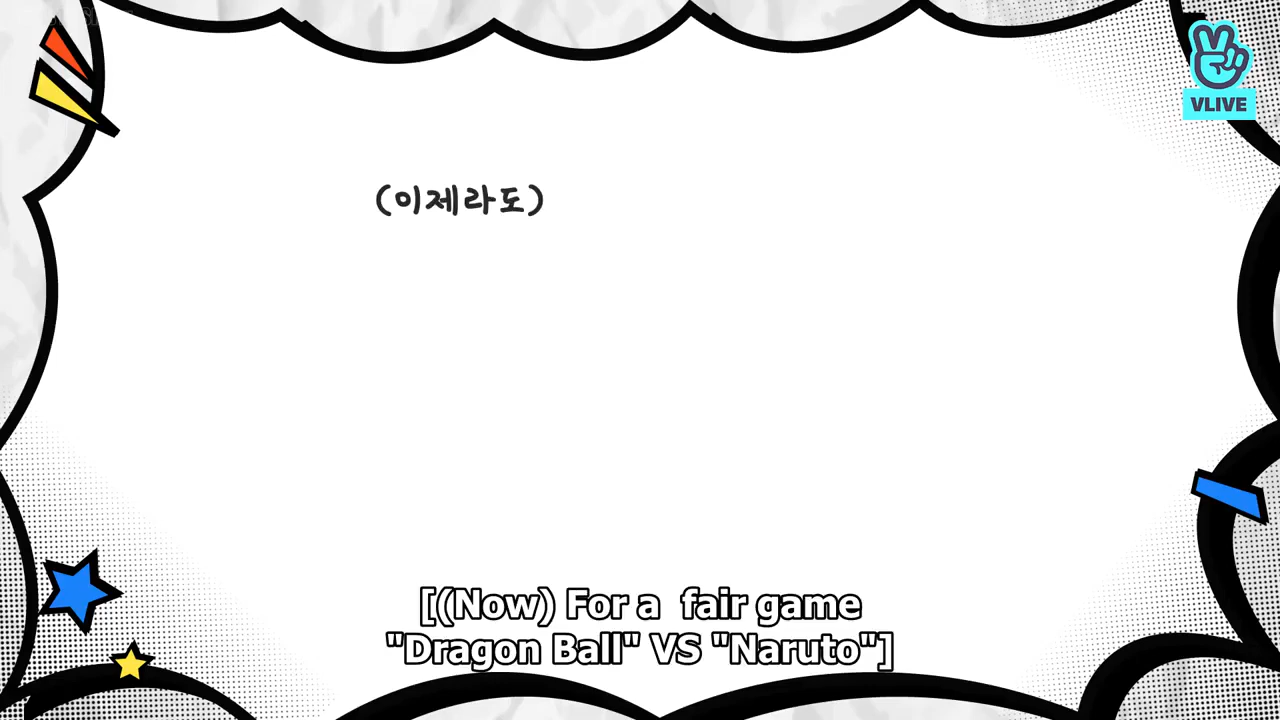 VLIVE
(이제라도)
[(Now) For a fair game
"Dragon Ball" VS "Naruto"]